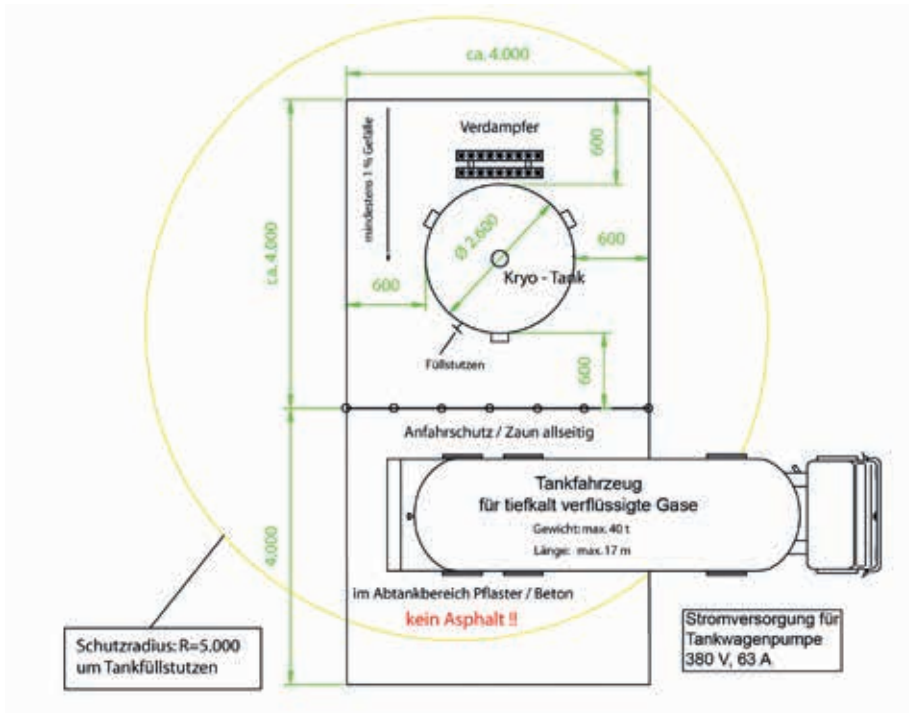 ca. 4.000
Verdampfer
mindestens 1 % Gefälle
600
ca. 4.000
Ø 2.600
600
600
Kryo - Tank
Füllstutzen
600
Anfahrschutz / Zaun allseitig
Tankfahrzeug
für tiefkalt verflüssigte Gase
Gewicht: max. 40 t
Länge: max. 17 m
4.000
im Abtankbereich Pflaster / Beton
kein Asphalt !!
Schutzradius: R=5.000
um Tankfüllstutzen
Stromversorgung für
Tankwagenpumpe
380 V, 63 A